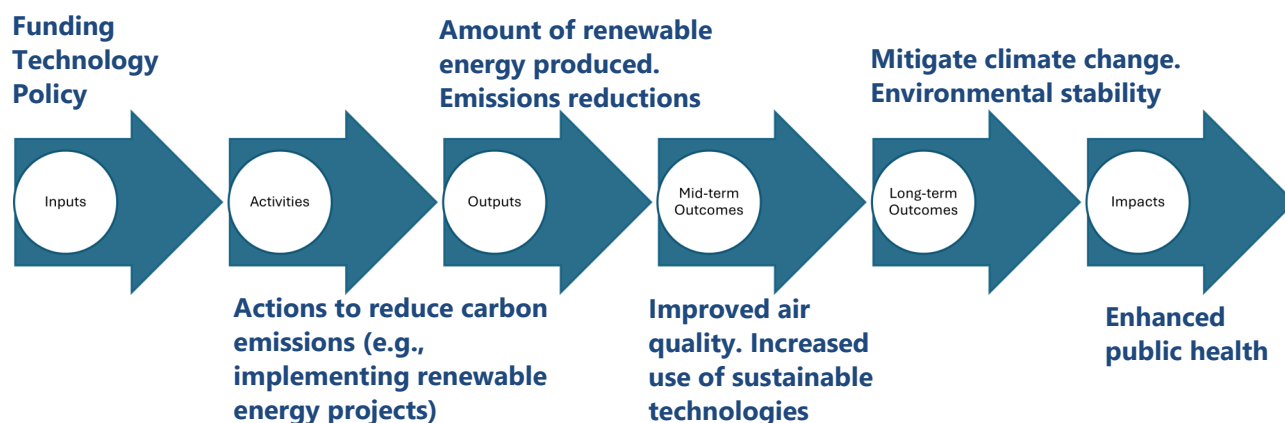 Funding
Technology
Policy
Inputs
Activities
Actions to reduce carbon
emissions (e.g.,
implementing renewable
energy projects)
Amount of renewable
energy produced.
Emissions reductions
Outputs
Mid-term
Outcomes
Improved air
quality. Increased
use of sustainable
technologies
Mitigate climate change.
Environmental stability
Long-term
Outcomes
Impacts
Enhanced
public health